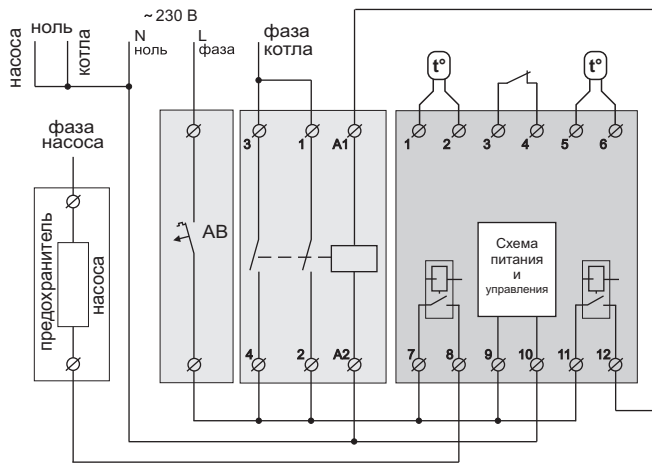 ~ 230 В
ноль
насоса
котла
N
ноль
L
фаза
фаза
котла
фаза
насоса
t°
t°
3
1
A1
1
2
3
4
5
6
АВ
предохранитель
насоса
Схема
питания
и
управления
4
2
A2
7
8
9
10
11
12